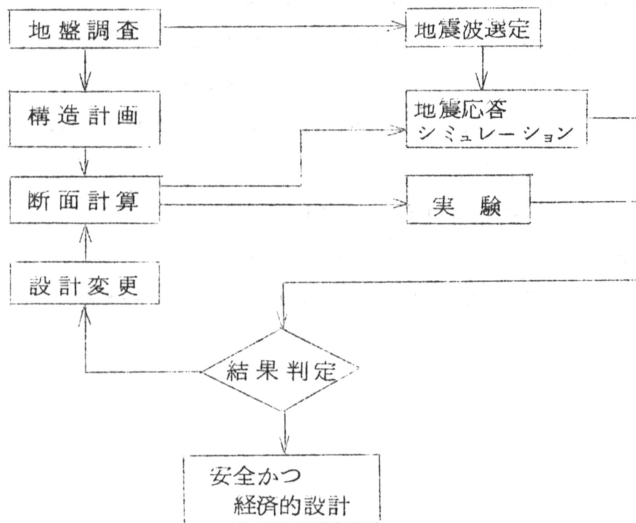 地盤調査
地震波選定
構造計画
地震応答
シミュレーション
断面計算
実験
設計変更
結果判定
安全かつ
経済的設計